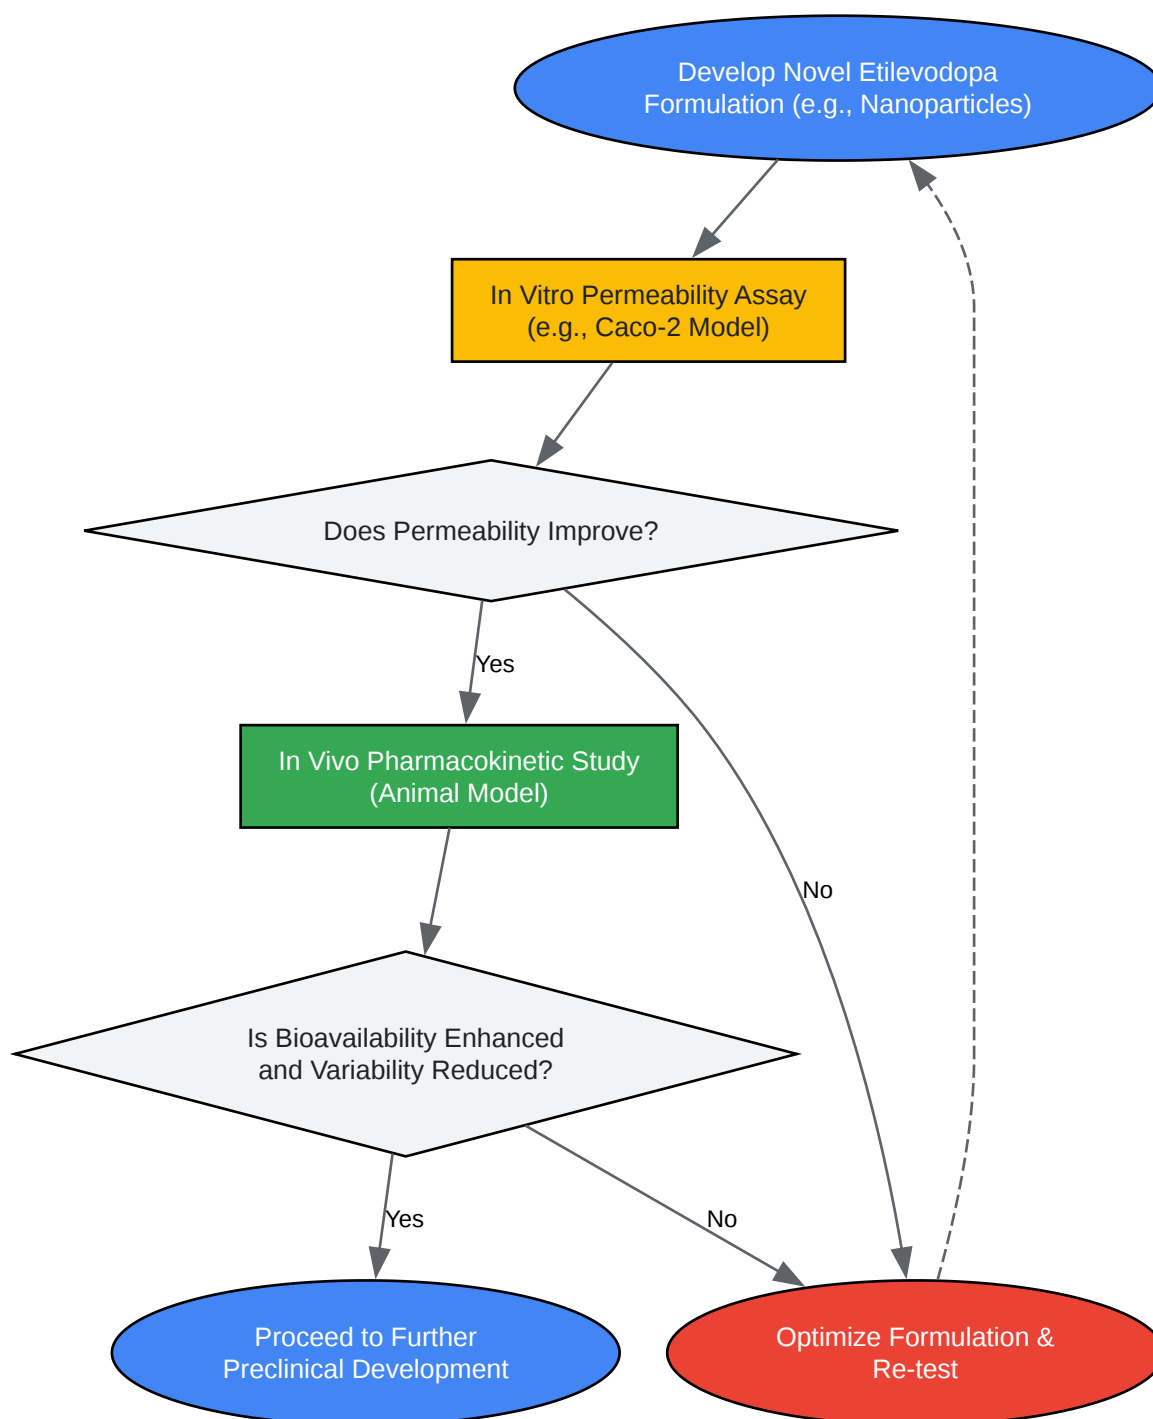 Develop Novel Etilevodopa
Formulation (e.g., Nanoparticles)
In Vitro Permeability Assay
(e.g., Caco-2 Model)
Does Permeability Improve?
Yes
In Vivo Pharmacokinetic Study
(Animal Model)
No
Is Bioavailability Enhanced
and Variability Reduced?
Yes
No
Proceed to Further
Preclinical Development
Optimize Formulation &
Re-test